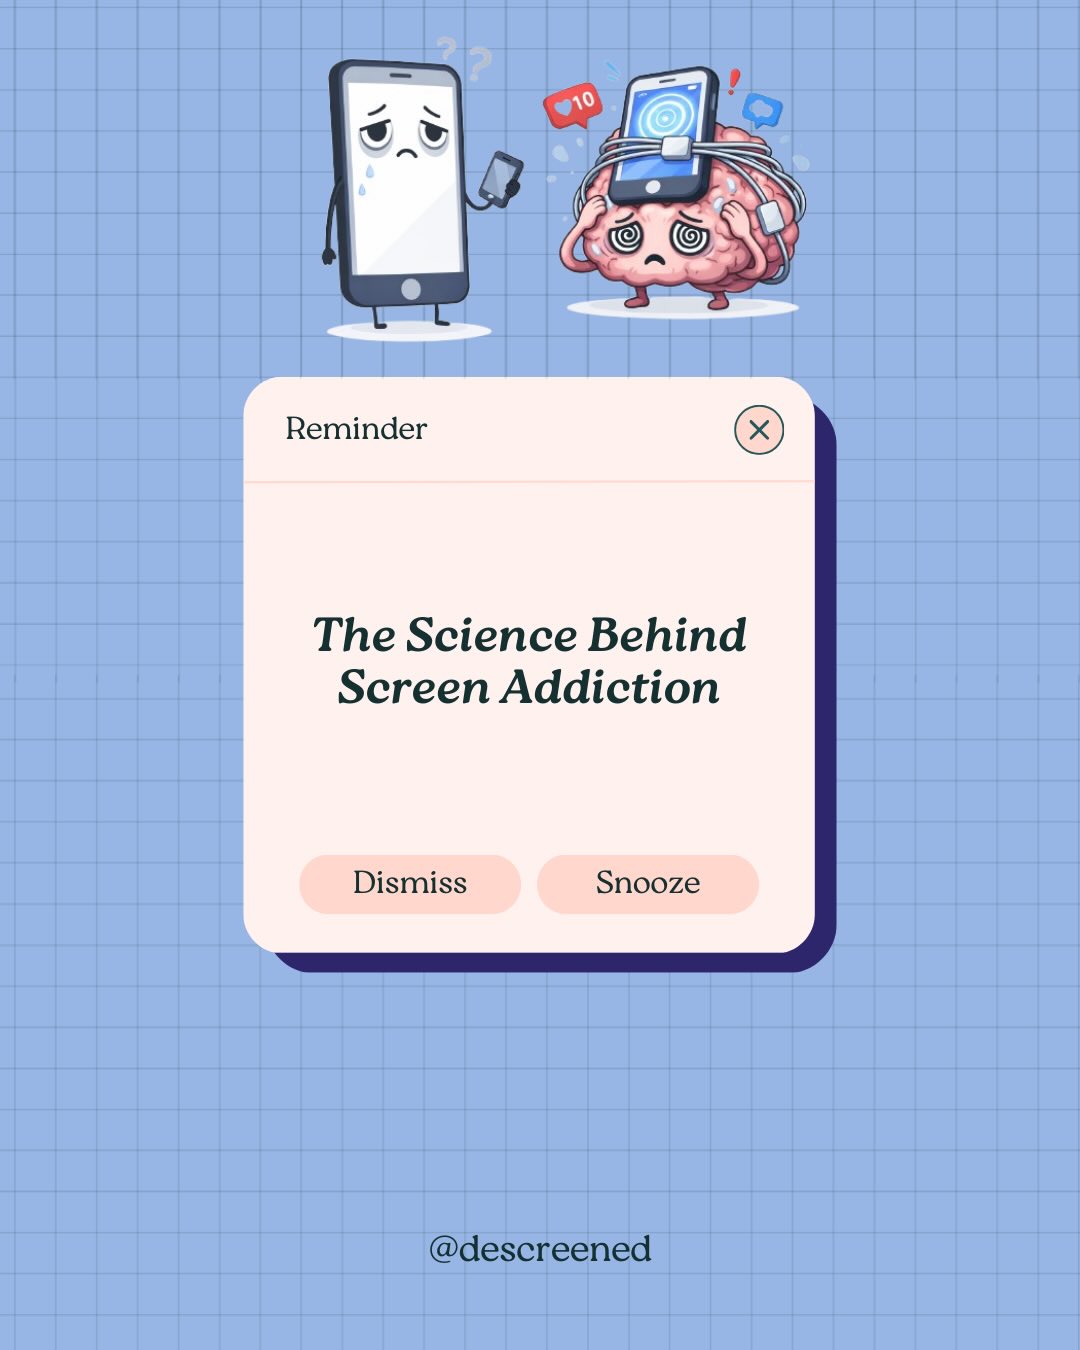 ? ?
10
!
Reminder
The Science Behind
Screen Addiction
Dismiss
Snooze
@descreened